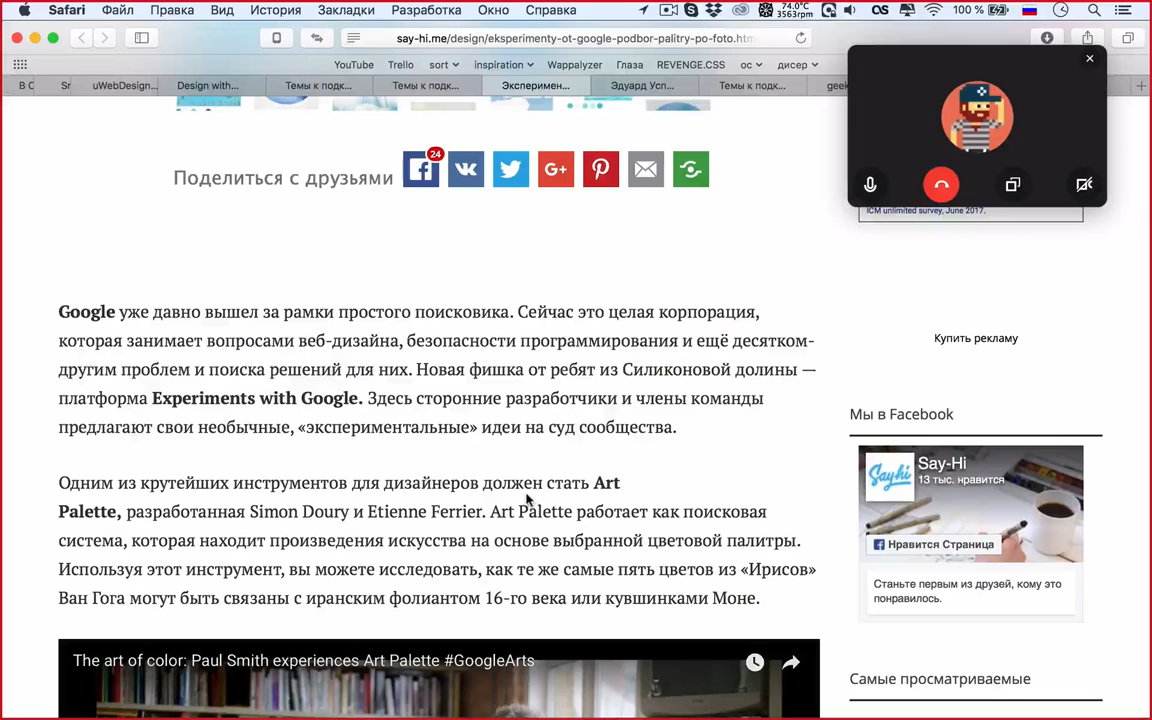 Safari Файл Правка Вид История Закладки Разработка Окно Справка
74.0°C
3563rpm
100 %
say-hi.me/design/eksperimenty-ot-google-podbor-palitry-po-foto.htm
YouTube Trello sort inspiration Wappalyzer Глаза REVENGE.CSS ос дисер
В С Sr uWebDesign... Design with... Темы к подк... Темы к подк... Эксперимен... Эдуард Усп... Темы к подк... geek
Поделиться с друзьями
24
ICM unlimited survey, June 2017.
Google уже давно вышел за рамки простого поисковика. Сейчас это целая корпорация,
которая занимает вопросами веб-дизайна, безопасности программирования и ещё десятком-
другим проблем и поиска решений для них. Новая фишка от ребят из Силиконовой долины —
платформа Experiments with Google. Здесь сторонние разработчики и члены команды
предлагают свои необычные, «экспериментальные» идеи на суд сообщества.
Одним из крутейших инструментов для дизайнеров должен стать Art
Palette, разработанная Simon Doury и Etienne Ferrier. Art Palette работает как поисковая
система, которая находит произведения искусства на основе выбранной цветовой палитры.
Используя этот инструмент, вы можете исследовать, как те же самые пять цветов из «Ирисов»
Ван Гога могут быть связаны с иранским фолиантом 16-го века или кувшинками Моне.
The art of color: Paul Smith experiences Art Palette #GoogleArts
Купить рекламу
Мы в Facebook
Sayhi
Say-Hi
13 тыс. нравится
Нравится Страница
Станьте первым из друзей, кому это
понравилось.
Самые просматриваемые